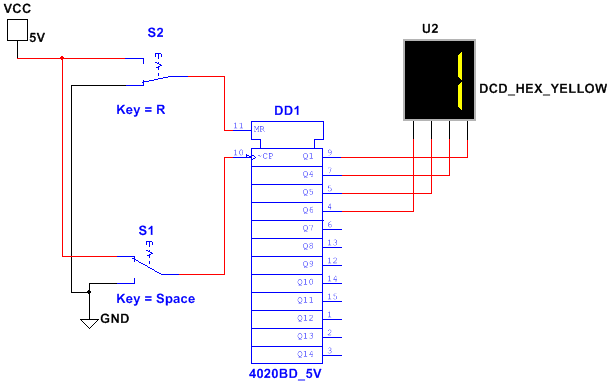 VCC
5V
S2
Key = R
U2
DCD_HEX_YELLOW
DD1
11 MR
10 ~CP Q1 9
Q4 7
Q5 5
Q6 4
Q7 6
Q8 13
Q9 12
Q10 14
Q11 15
Q12 1
Q13 2
Q14 3
4020BD_5V
S1
Key = Space
GND